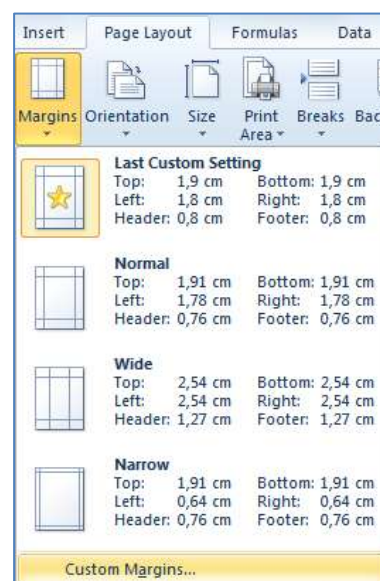 Insert Page Layout Formulas Data
Margins Orientation Size Print Area Breaks
Last Custom Setting
Top: 1,9 cm Bottom: 1,9 cm
Left: 1,8 cm Right: 1,8 cm
Header: 0,8 cm Footer: 0,8 cm
Normal
Top: 1,91 cm Bottom: 1,91 cm
Left: 1,78 cm Right: 1,78 cm
Header: 0,76 cm Footer: 0,76 cm
Wide
Top: 2,54 cm Bottom: 2,54 cm
Left: 2,54 cm Right: 2,54 cm
Header: 1,27 cm Footer: 1,27 cm
Narrow
Top: 1,91 cm Bottom: 1,91 cm
Left: 0,64 cm Right: 0,64 cm
Header: 0,76 cm Footer: 0,76 cm
Custom Margins...